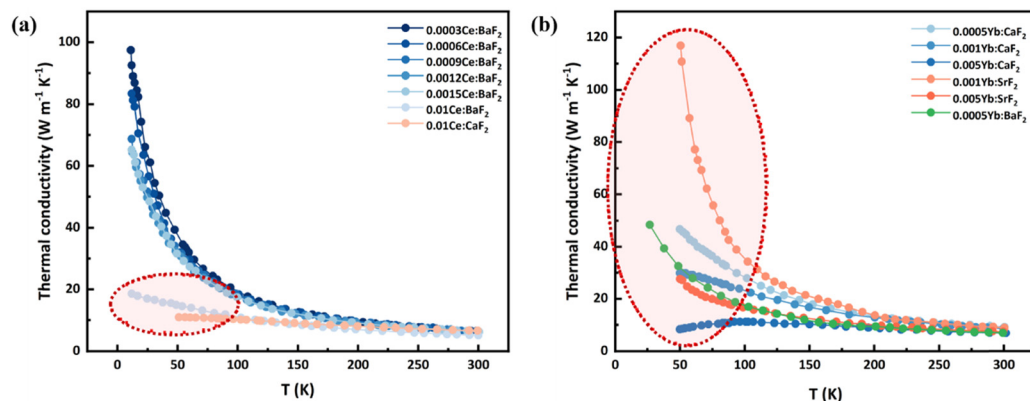 (a)
Thermal conductivity (W m⁻¹ K⁻¹)
100
80
60
40
20
0
0 50 100 150 200 250 300
T (K)
0.0003Ce:BaF₂
0.0006Ce:BaF₂
0.0009Ce:BaF₂
0.0012Ce:BaF₂
0.0015Ce:BaF₂
0.01Ce:BaF₂
0.01Ce:CaF₂
(b)
Thermal conductivity (W m⁻¹ K⁻¹)
120
100
80
60
40
20
0
0 50 100 150 200 250 300
T (K)
0.0005Yb:CaF₂
0.001Yb:CaF₂
0.005Yb:CaF₂
0.001Yb:SrF₂
0.005Yb:SrF₂
0.0005Yb:BaF₂